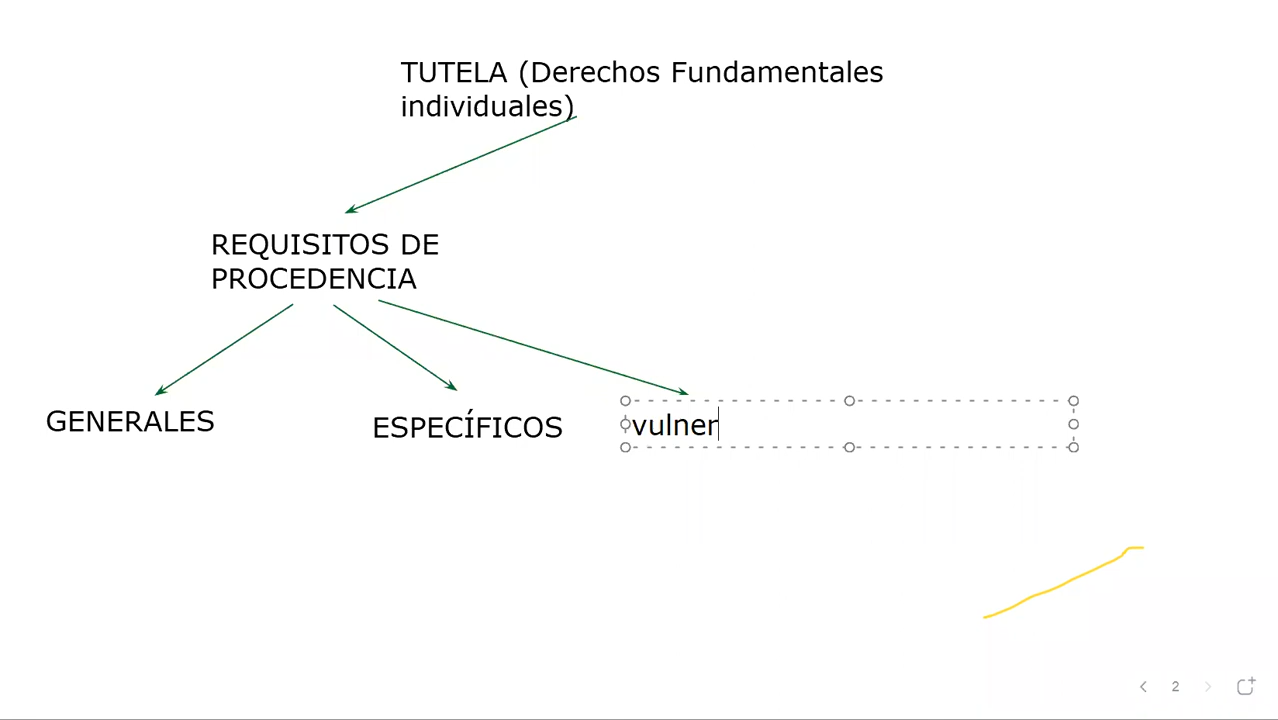 TUTELA (Derechos Fundamentales
individuales)
REQUISITOS DE
PROCEDENCIA
GENERALES
ESPECÍFICOS
vulner
2